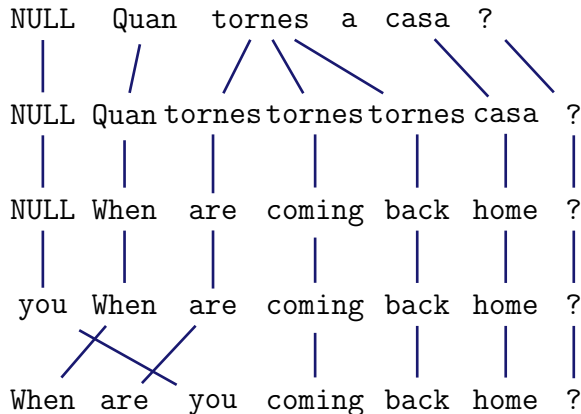 NULL Quan tornes a casa ?
NULL Quan tornes tornes tornes casa ?
NULL When are coming back home ?
you When are coming back home ?
When are you coming back home ?